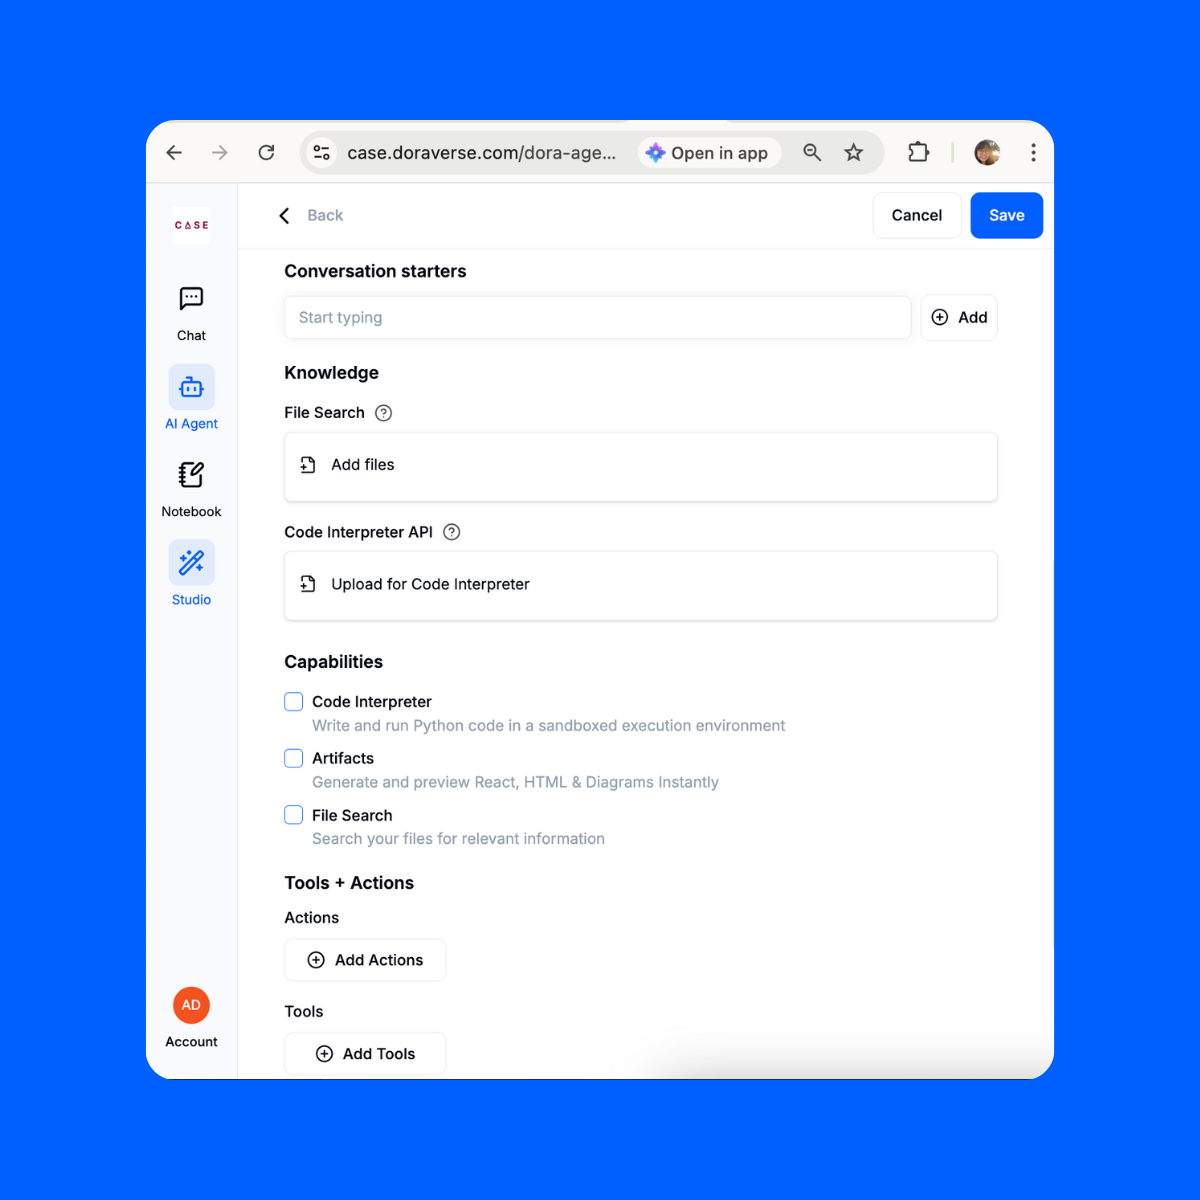 case.doraverse.com/dora-age...
Open in app
CASE
Back
Cancel
Save
Chat
AI Agent
Notebook
Studio
AD
Account
Conversation starters
Start typing
Add
Knowledge
File Search
Add files
Code Interpreter API
Upload for Code Interpreter
Capabilities
Code Interpreter
Write and run Python code in a sandboxed execution environment
Artifacts
Generate and preview React, HTML & Diagrams Instantly
File Search
Search your files for relevant information
Tools + Actions
Actions
Add Actions
Tools
Add Tools